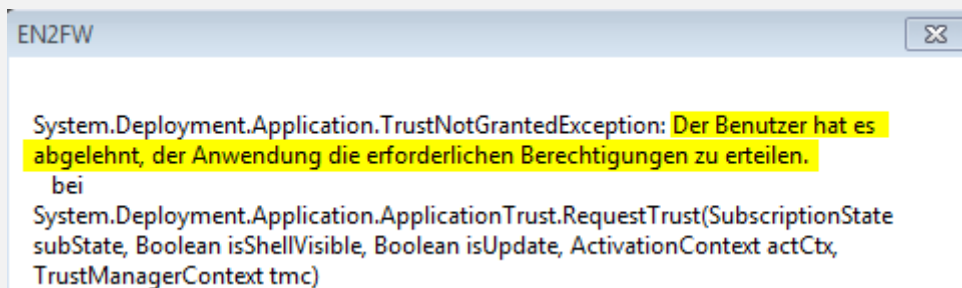 EN2FW
System.Deployment.Application.TrustNotGrantedException: Der Benutzer hat es
abgelehnt, der Anwendung die erforderlichen Berechtigungen zu erteilen.
bei
System.Deployment.Application.ApplicationTrust.RequestTrust(SubscriptionState
subState, Boolean isShellVisible, Boolean isUpdate, ActivationContext actCtx,
TrustManagerContext tmc)